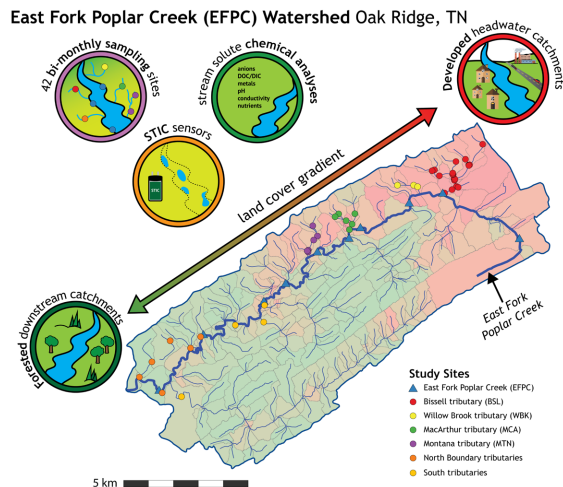 East Fork Poplar Creek (EFPC) Watershed Oak Ridge, TN
42 bi-monthly sampling sites
stream solute chemical analyses
anions
DOC/DIC
metals
pH
conductivity
nutrients
Developed headwater catchments
STIC sensors
STIC
land cover gradient
Forested downstream catchments
East Fork
Poplar Creek
Study Sites
East Fork Poplar Creek (EFPC)
Bissell tributary (BSL)
Willow Brook tributary (WBK)
MacArthur tributary (MCA)
Montana tributary (MTN)
North Boundary tributaries
South tributaries
5 km